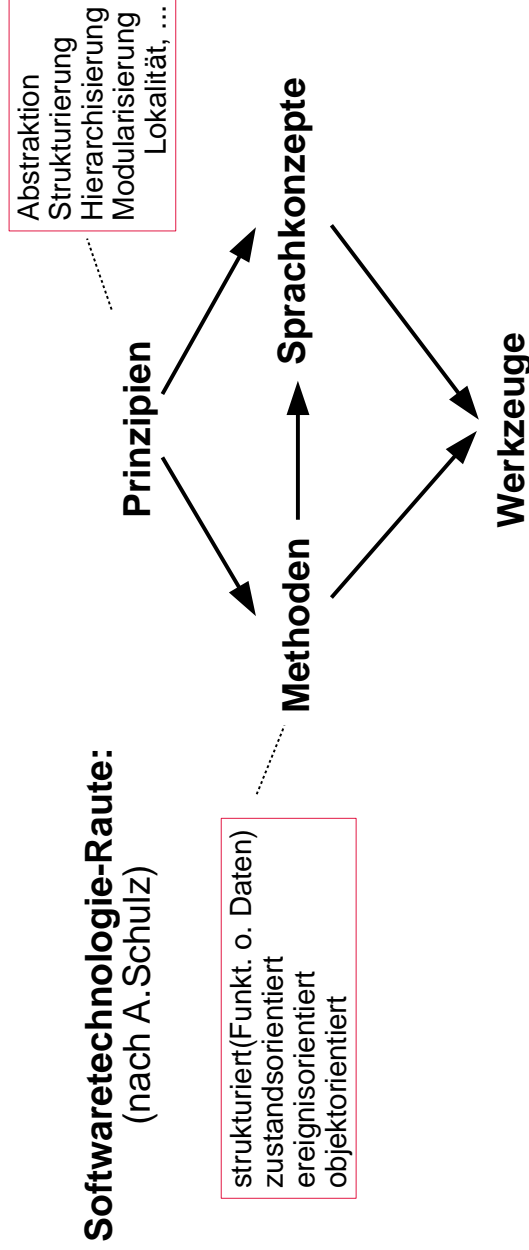 Softwaretechnologie-Raute:
(nach A.Schulz)
Prinzipien
Abstraktion
Strukturierung
Hierarchisierung
Modularisierung
Lokalität, ...
strukturiert(Funkt. o. Daten)
zustandsorientiert
ereignisorientiert
objektorientiert
Methoden
Sprachkonzepte
Werkzeuge